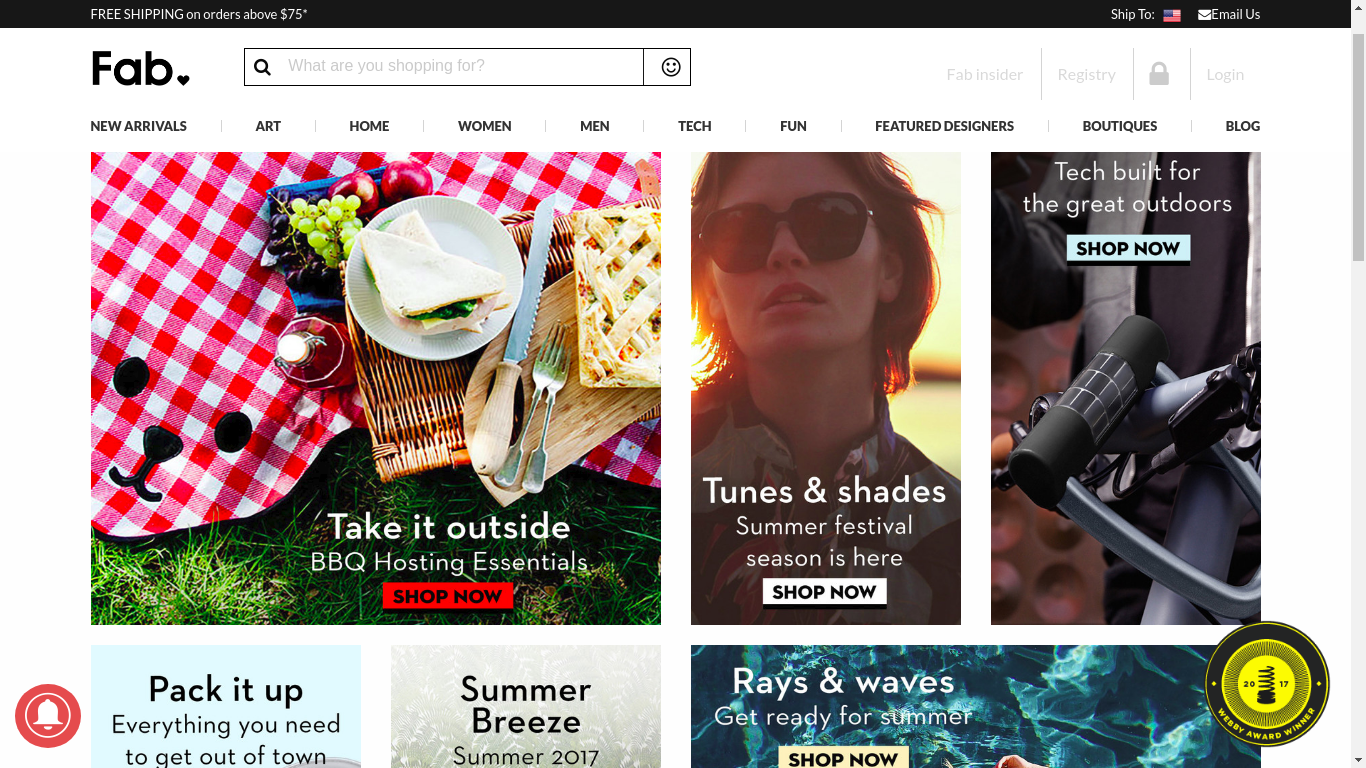 FREE SHIPPING on orders above $75*
Ship To:
Email Us
Fab.
What are you shopping for?
Fab insider
Registry
Login
NEW ARRIVALS
ART
HOME
WOMEN
MEN
TECH
FUN
FEATURED DESIGNERS
BOUTIQUES
BLOG
Take it outside
BBQ Hosting Essentials
SHOP NOW
Tunes & shades
Summer festival
season is here
SHOP NOW
Tech built for
the great outdoors
SHOP NOW
Pack it up
Everything you need
to get out of town
Summer
Breeze
Summer 2017
Rays & waves
Get ready for summer
SHOP NOW
20 17
WEBBY AWARD WINNER